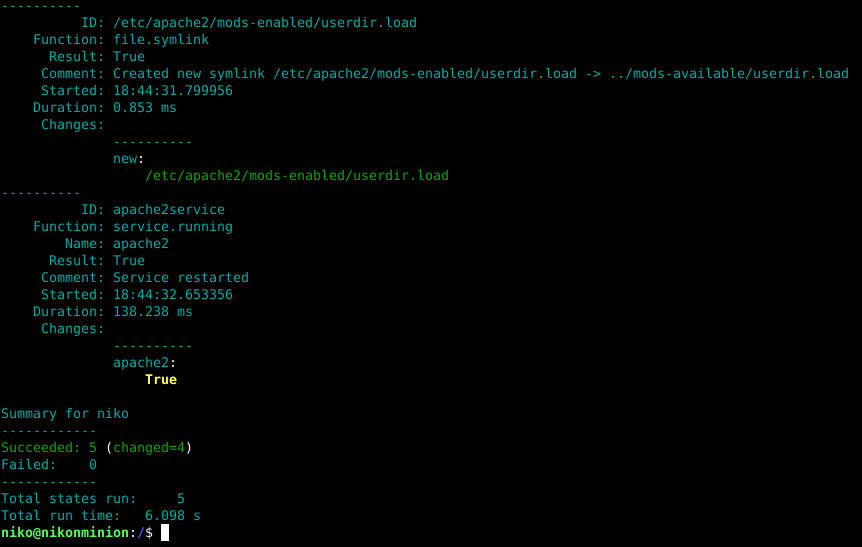 ----------
          ID: /etc/apache2/mods-enabled/userdir.load
    Function: file.symlink
      Result: True
     Comment: Created new symlink /etc/apache2/mods-enabled/userdir.load -> ../mods-available/userdir.load
     Started: 18:44:31.799956
    Duration: 0.853 ms
     Changes:
              ----------
              new:
                  /etc/apache2/mods-enabled/userdir.load
----------
          ID: apache2service
    Function: service.running
        Name: apache2
      Result: True
     Comment: Service restarted
     Started: 18:44:32.653356
    Duration: 138.238 ms
     Changes:
              ----------
              apache2:
                  True

Summary for niko
------------
Succeeded: 5 (changed=4)
Failed:    0
------------
Total states run:     5
Total run time:   6.098 s
niko@nikonminion:/$